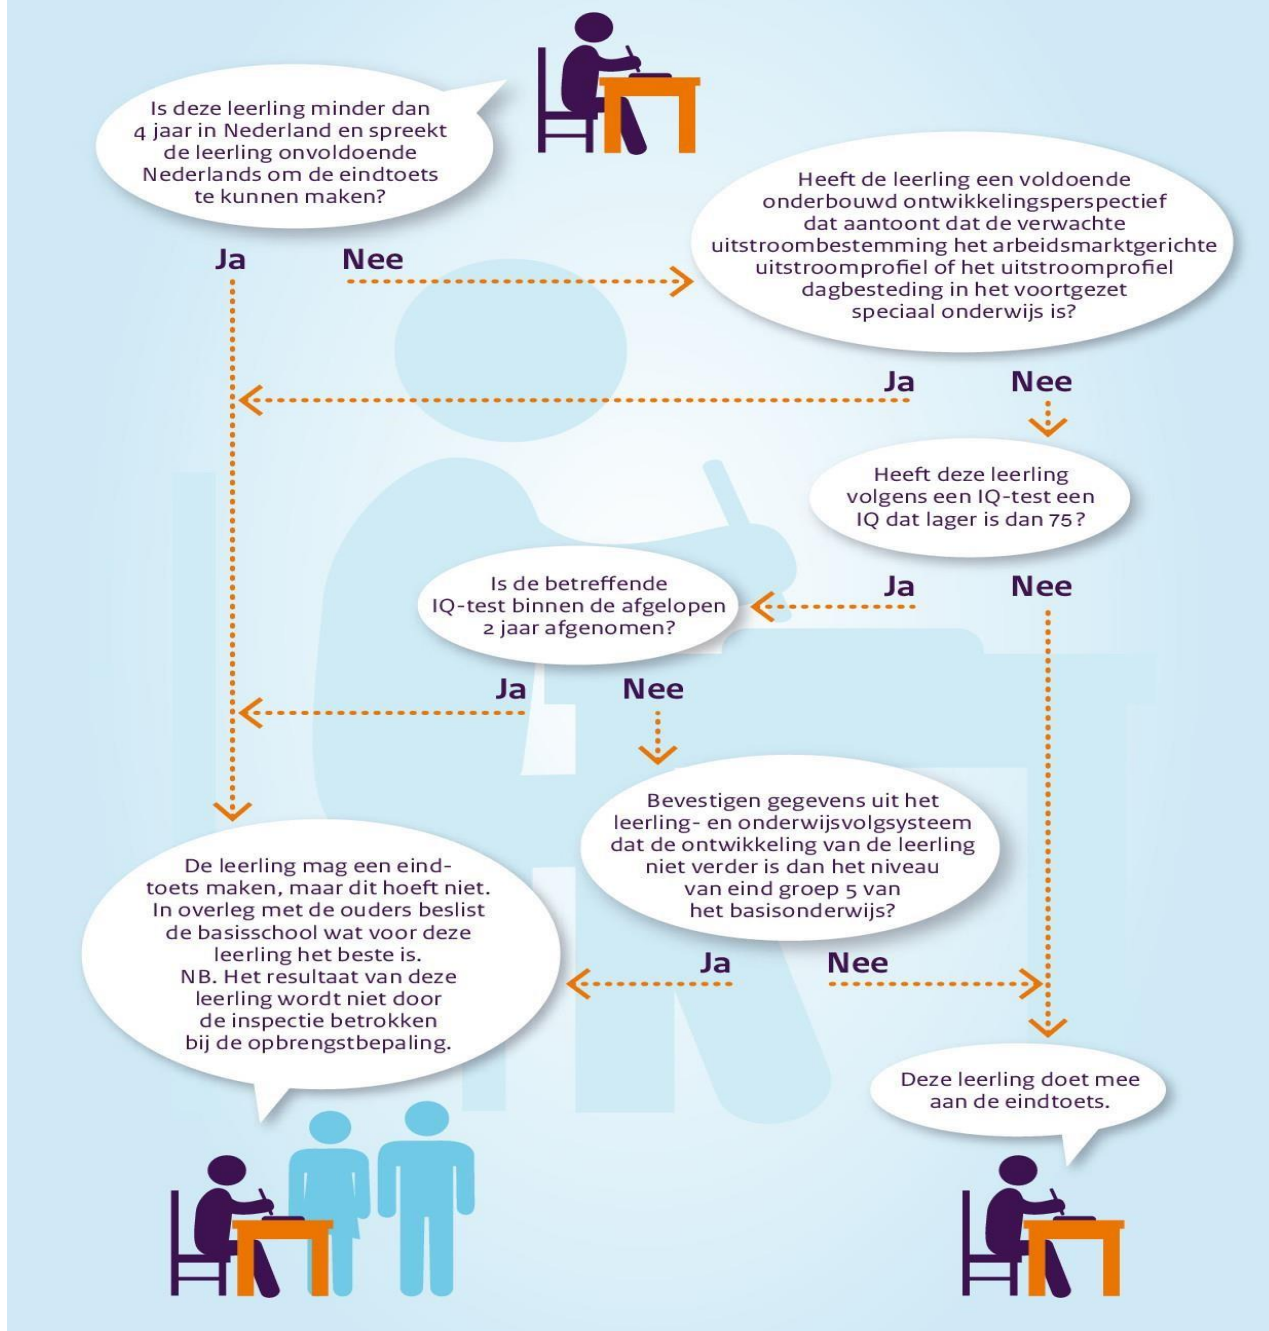 Is deze leerling minder dan
4 jaar in Nederland en spreekt
de leerling onvoldoende
Nederlands om de eindtoets
te kunnen maken?
Ja
Nee
Heeft de leerling een voldoende
onderbouwd ontwikkelingsperspectief
dat aantoont dat de verwachte
uitstroombestemming het arbeidsmarktgerichte
uitstroomprofiel of het uitstroomprofiel
dagbesteding in het voortgezet
speciaal onderwijs is?
Ja
Nee
Heeft deze leerling
volgens een IQ-test een
IQ dat lager is dan 75?
Ja
Nee
Is de betreffende
IQ-test binnen de afgelopen
2 jaar afgenomen?
Ja
Nee
Bevestigen gegevens uit het
leerling- en onderwijsvolgsysteem
dat de ontwikkeling van de leerling
niet verder is dan het niveau
van eind groep 5 van
het basisonderwijs?
Ja
Nee
De leerling mag een eind-
toets maken, maar dit hoeft niet.
In overleg met de ouders beslist
de basisschool wat voor deze
leerling het beste is.
NB. Het resultaat van deze
leerling wordt niet door
de inspectie betrokken
bij de opbrengstbepaling.
Deze leerling doet mee
aan de eindtoets.